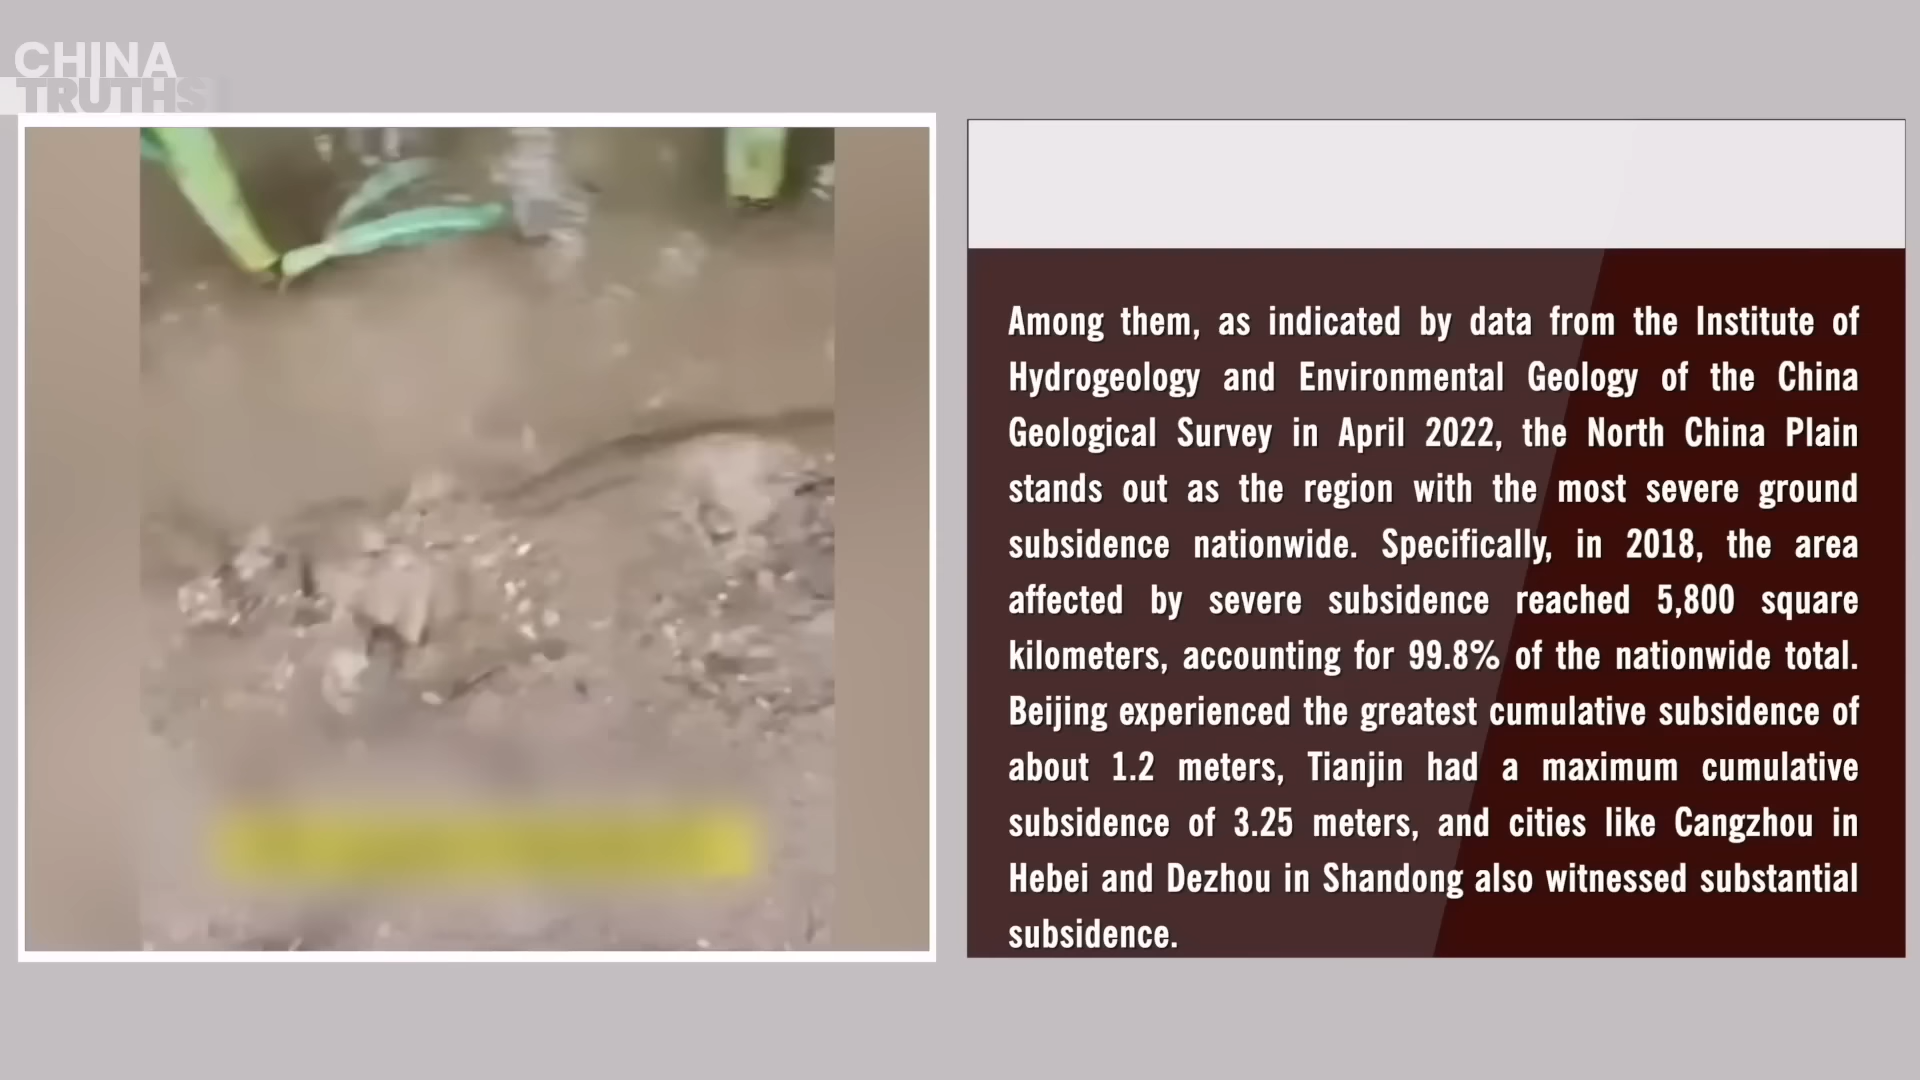 CHINA
TRUTHS
Among them, as indicated by data from the Institute of
Hydrogeology and Environmental Geology of the China
Geological Survey in April 2022, the North China Plain
stands out as the region with the most severe ground
subsidence nationwide. Specifically, in 2018, the area
affected by severe subsidence reached 5,800 square
kilometers, accounting for 99.8% of the nationwide total.
Beijing experienced the greatest cumulative subsidence of
about 1.2 meters, Tianjin had a maximum cumulative
subsidence of 3.25 meters, and cities like Cangzhou in
Hebei and Dezhou in Shandong also witnessed substantial
subsidence.